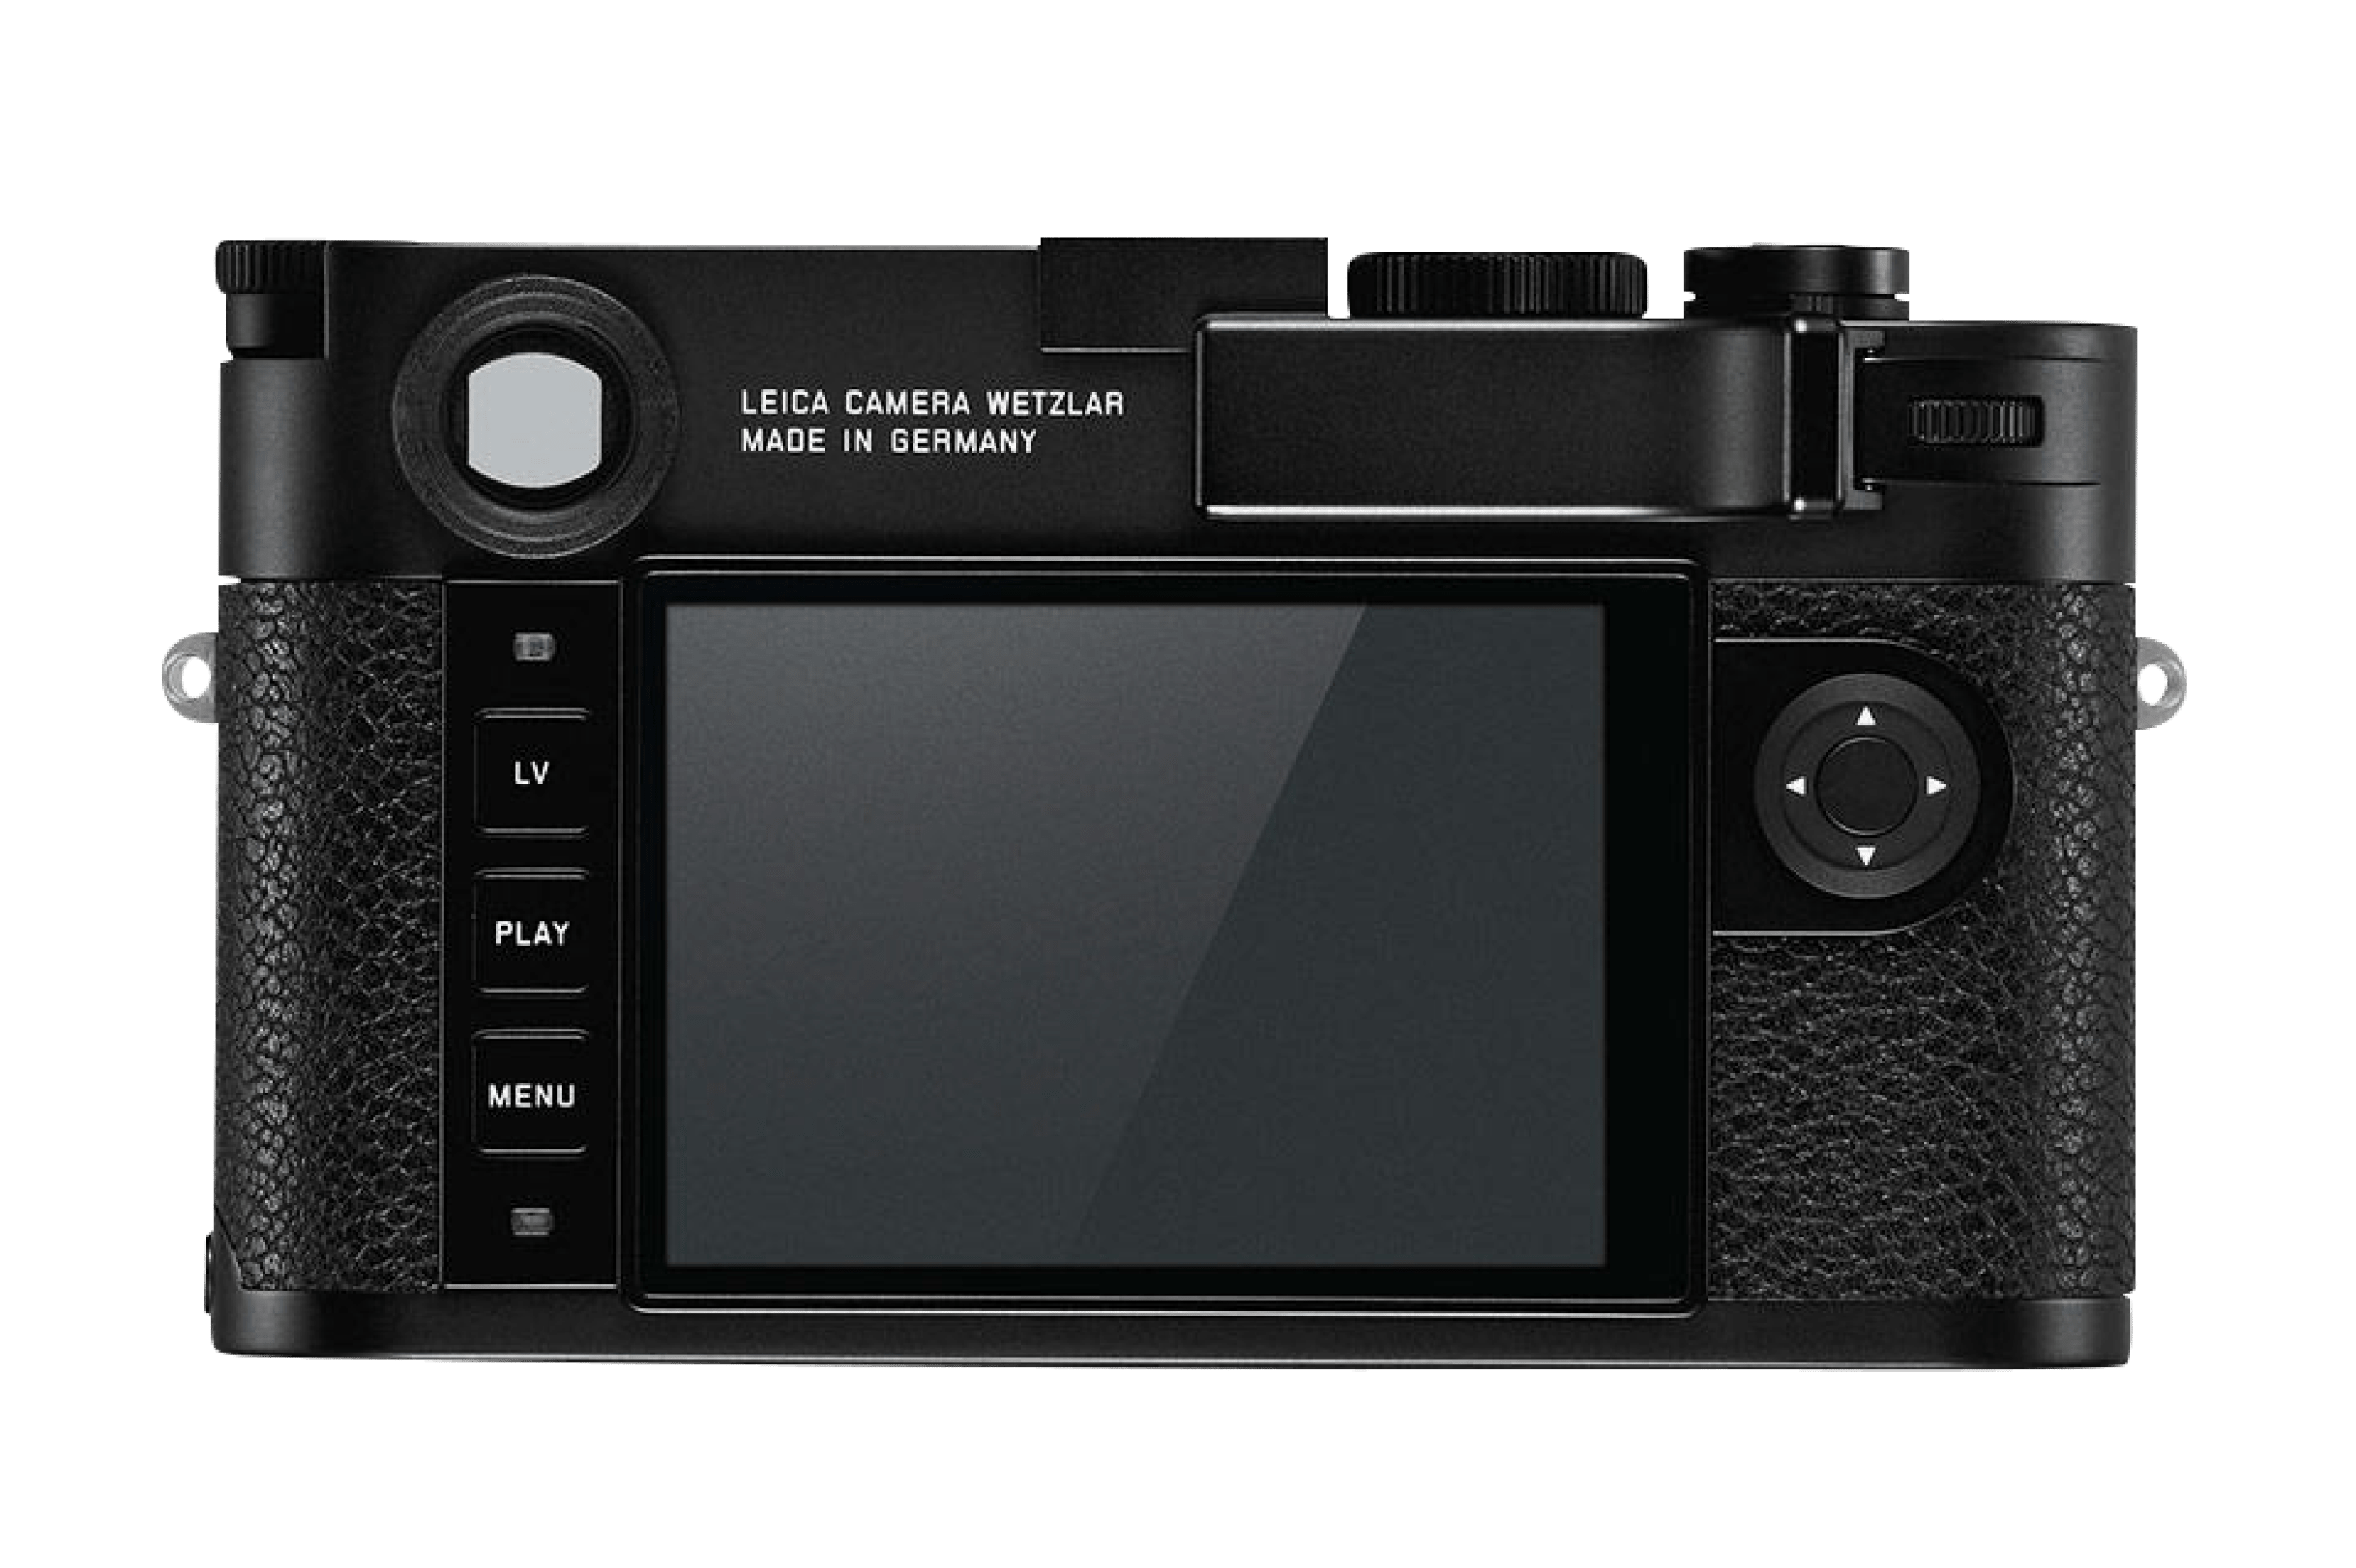 LEICA CAMERA WETZLAR
MADE IN GERMANY
LV
PLAY
MENU